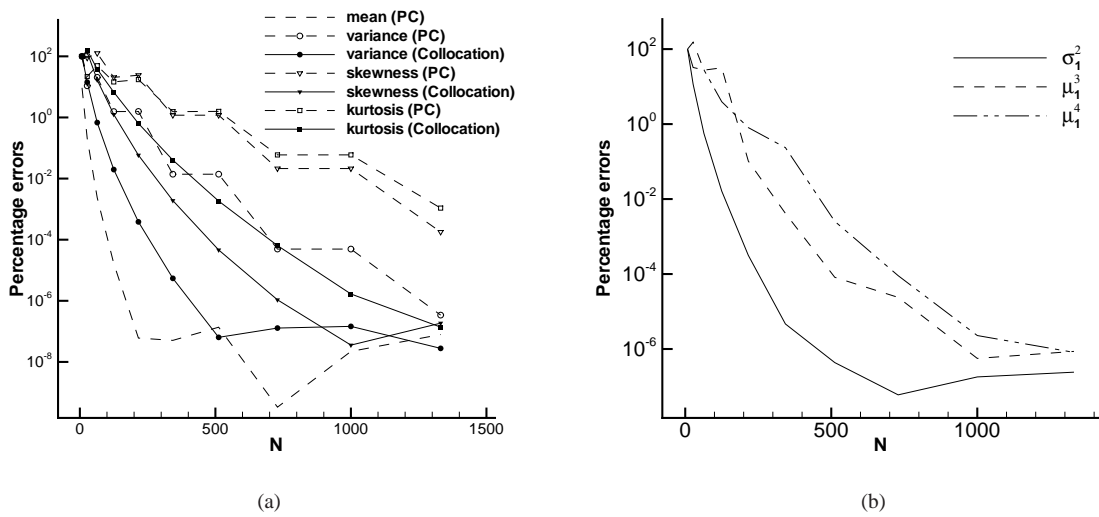 mean (PC)
variance (PC)
variance (Collocation)
skewness (PC)
skewness (Collocation)
kurtosis (PC)
kurtosis (Collocation)
Percentage errors
10²
10⁰
10⁻²
10⁻⁴
10⁻⁶
10⁻⁸
0 500 1000 1500
N
(a)
σ₁²
μ₁³
μ₁⁴
Percentage errors
10²
10⁰
10⁻²
10⁻⁴
10⁻⁶
0 500 1000
N
(b)